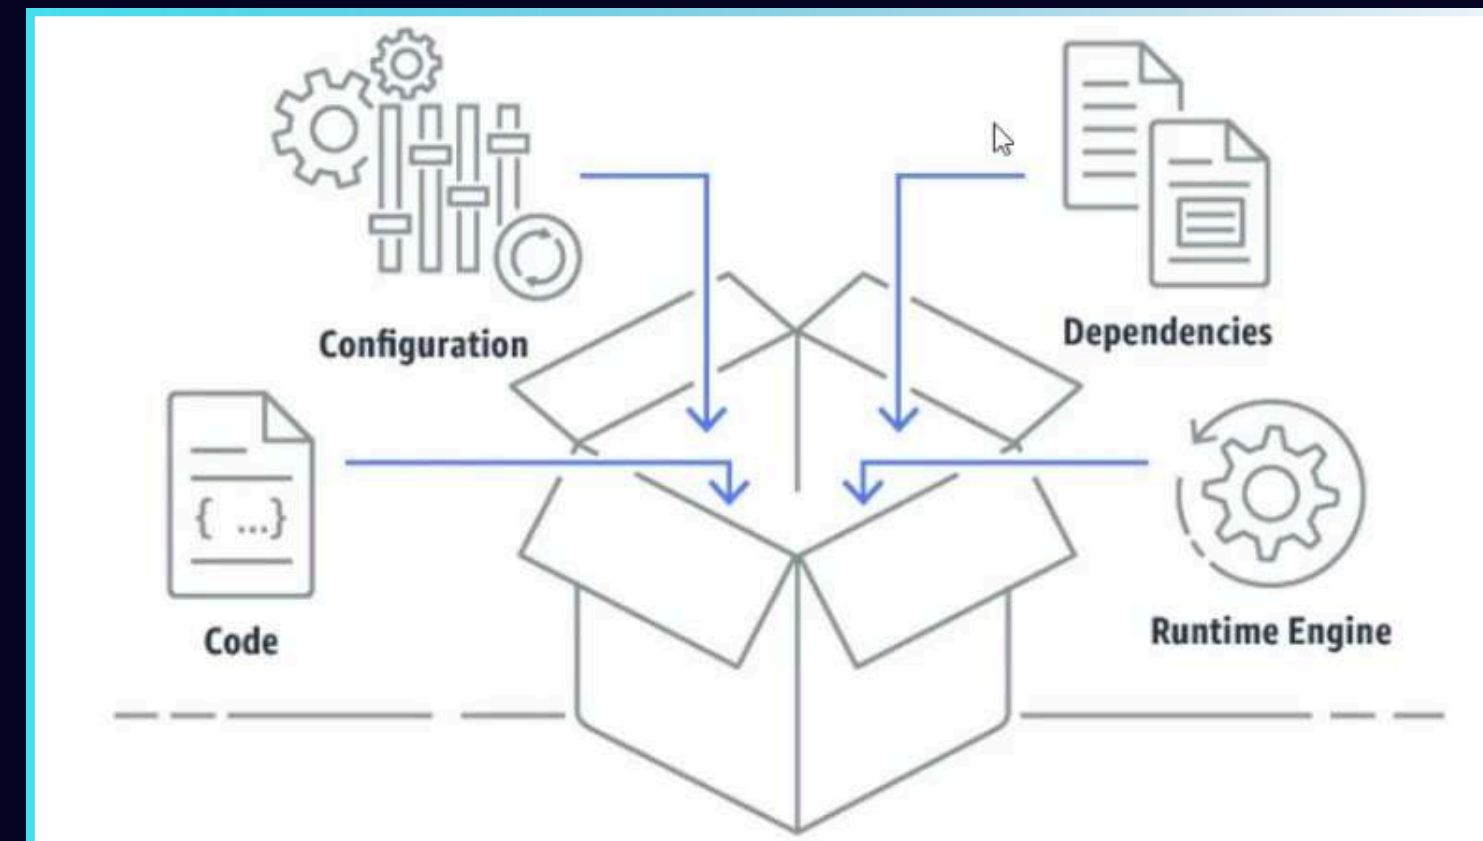 Configuration
Dependencies
Code
{ ...}
Runtime Engine